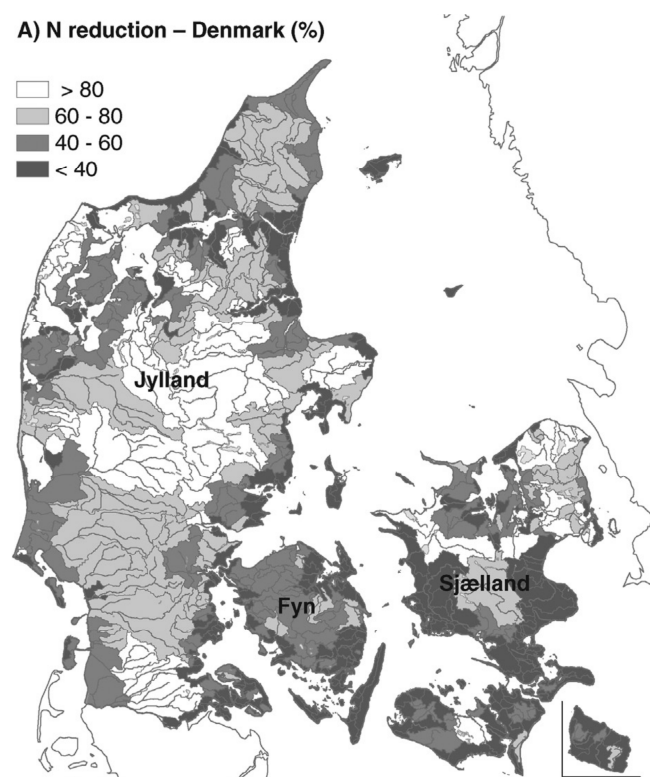 A) N reduction – Denmark (%)
> 80
60 - 80
40 - 60
< 40
Jylland
Sjælland
Fyn